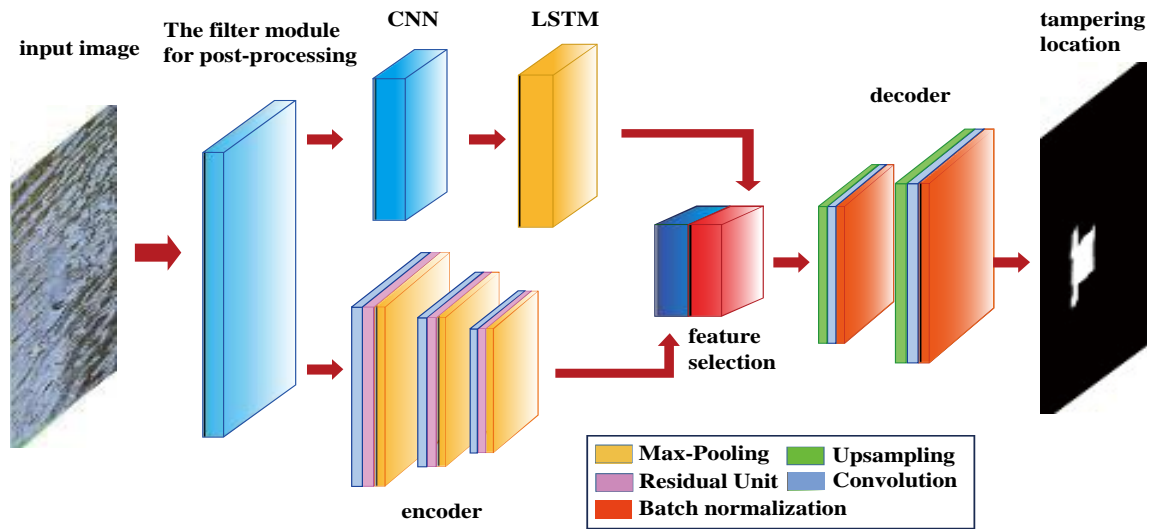 input image
The filter module
for post-processing
CNN
LSTM
tampering
location
decoder
feature
selection
encoder
Max-Pooling
Upsampling
Residual Unit
Convolution
Batch normalization